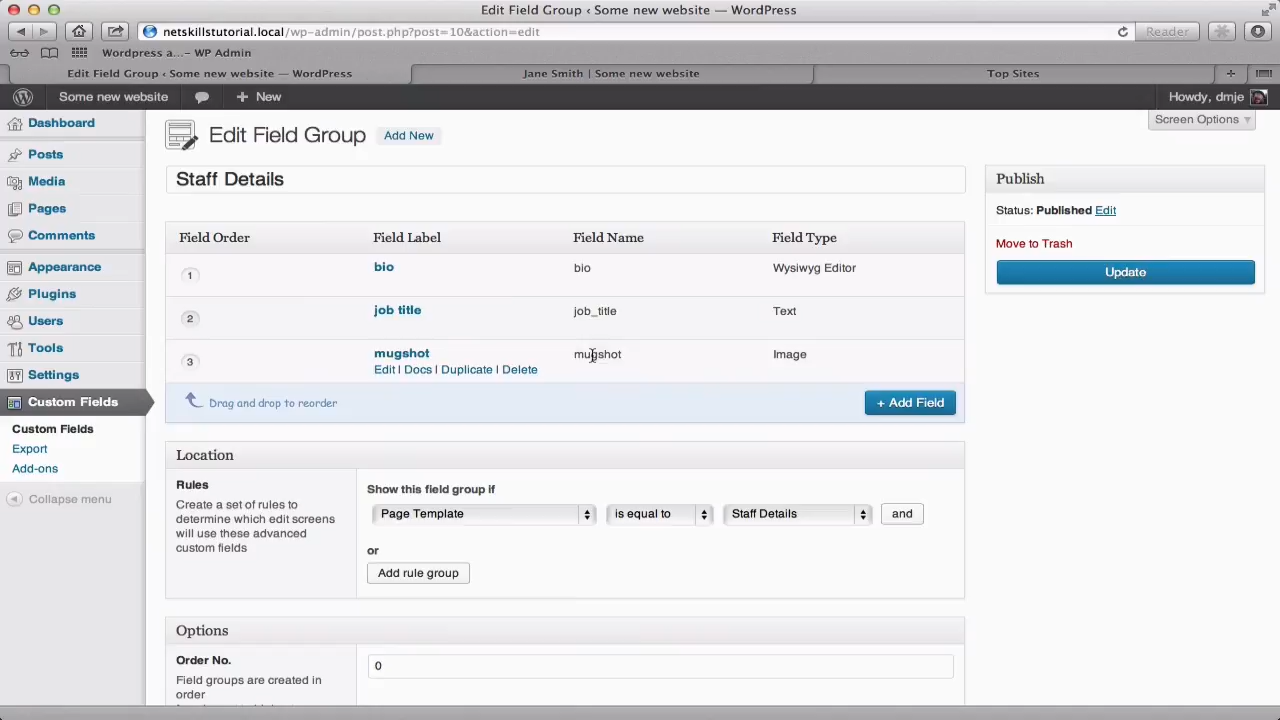 Edit Field Group ‹ Some new website — WordPress
netskillstutorial.local/wp-admin/post.php?post=10&action=edit
Reader
Wordpress a...- WP Admin
Edit Field Group ‹ Some new website — WordPress
Jane Smith | Some new website
Top Sites
+
Some new website
+ New
Howdy, dmje
Screen Options
Dashboard
Posts
Media
Pages
Comments
Appearance
Plugins
Users
Tools
Settings
Custom Fields
Custom Fields
Export
Add-ons
Collapse menu
Edit Field Group
Add New
Staff Details
Field Order
Field Label
Field Name
Field Type
1
bio
bio
Wysiwyg Editor
2
job title
job_title
Text
3
mugshot
mugshot
Image
Edit | Docs | Duplicate | Delete
Drag and drop to reorder
+ Add Field
Location
Rules
Create a set of rules to
determine which edit screens
will use these advanced
custom fields
Show this field group if
Page Template
is equal to
Staff Details
and
or
Add rule group
Options
Order No.
Field groups are created in
order
0
Publish
Status: Published Edit
Move to Trash
Update